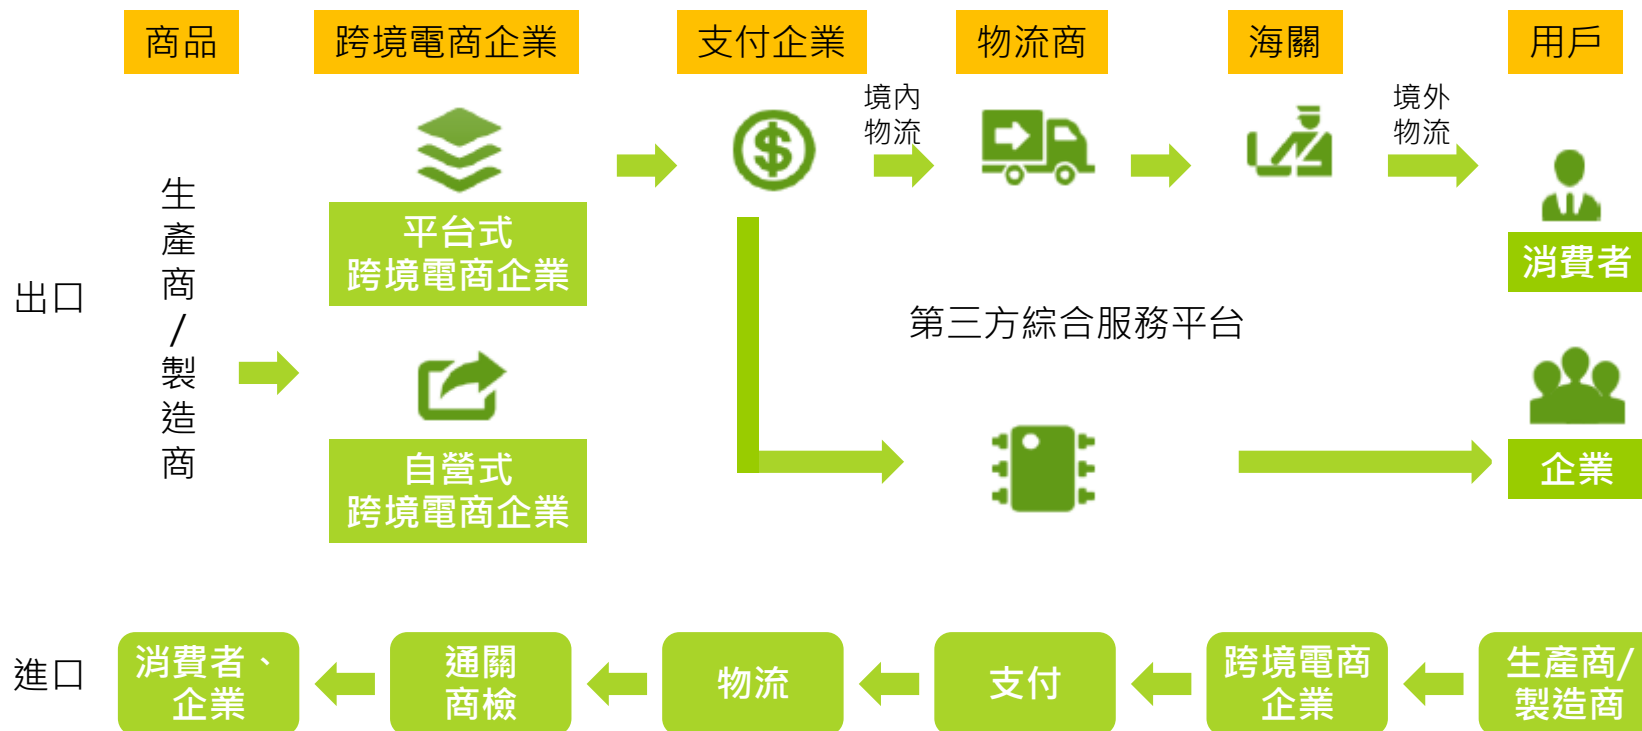 商品
跨境電商企業
支付企業
物流商
海關
用戶
境內
物流
境外
物流
出口
生產商/製造商
平台式
跨境電商企業
自營式
跨境電商企業
第三方綜合服務平台
消費者
企業
進口
消費者、
企業
通關
商檢
物流
支付
跨境電商
企業
生產商/
製造商